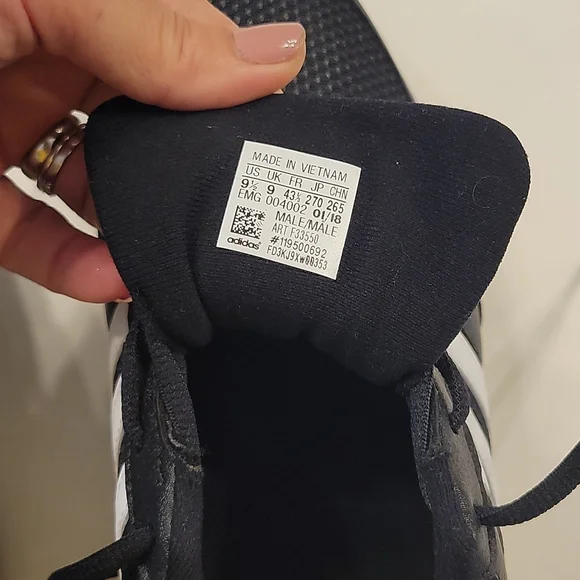 MADE IN VIETNAM
US UK FR JP CHN
9½ 9 43⅓ 270 265
EMG 004002 01/18
MALE/MALE
ART F33550
#119500692
FD3KJ9XW00353
adidas